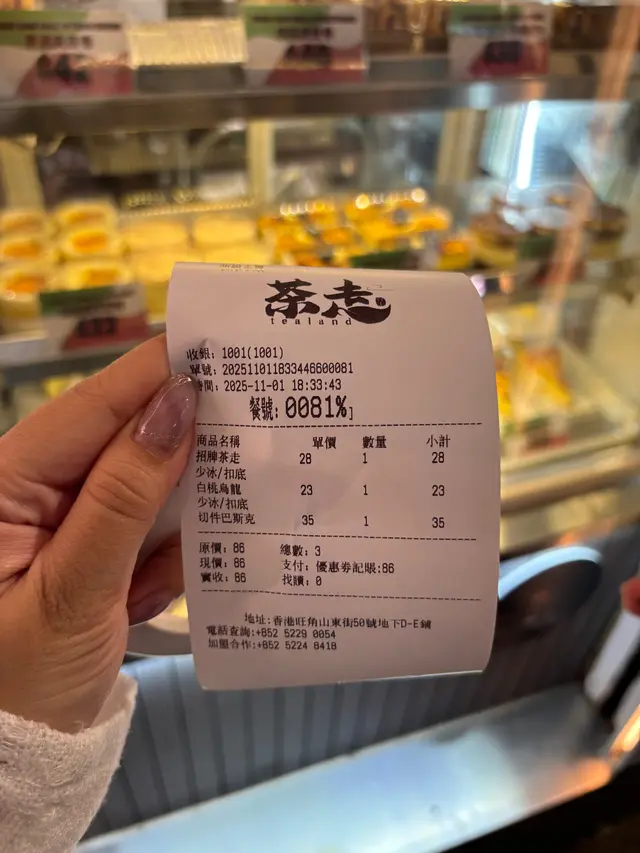 茶走
tealand
收銀: 1001(1001)
單號: 202511011833446600081
時間: 2025-11-01 18:33:43
餐號: 0081%]
商品名稱 單價 數量 小計
招牌茶走 28 1 28
少冰/扣底
白桃烏龍 23 1 23
少冰/扣底
切件巴斯克 35 1 35
原價: 86 總數: 3
現價: 86 支付: 優惠券記賬:86
實收: 86 找續: 0
地址:香港旺角山東街50號地下D-E鋪
電話查詢:+852 5229 0054
加盟合作:+852 5224 8418